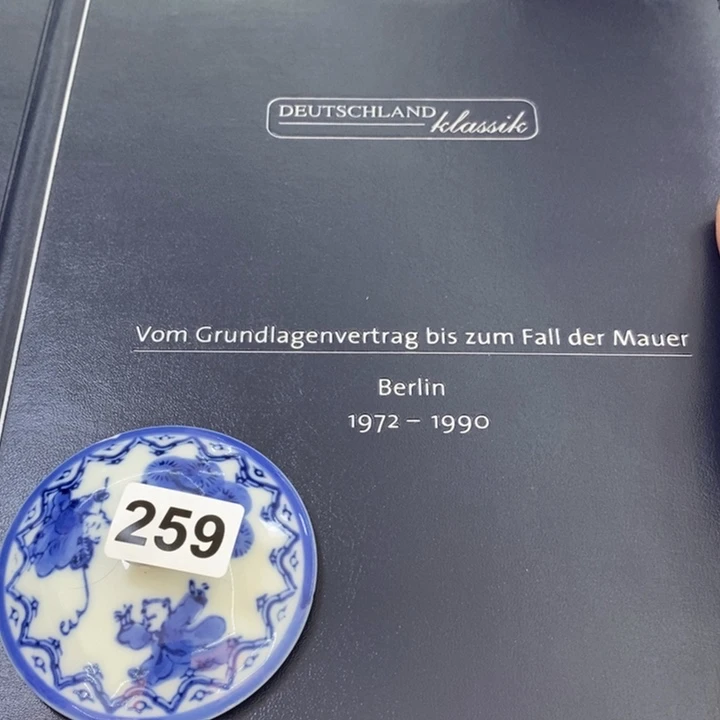 DEUTSCHLAND klassik
Vom Grundlagenvertrag bis zum Fall der Mauer
Berlin
1972 – 1990
259